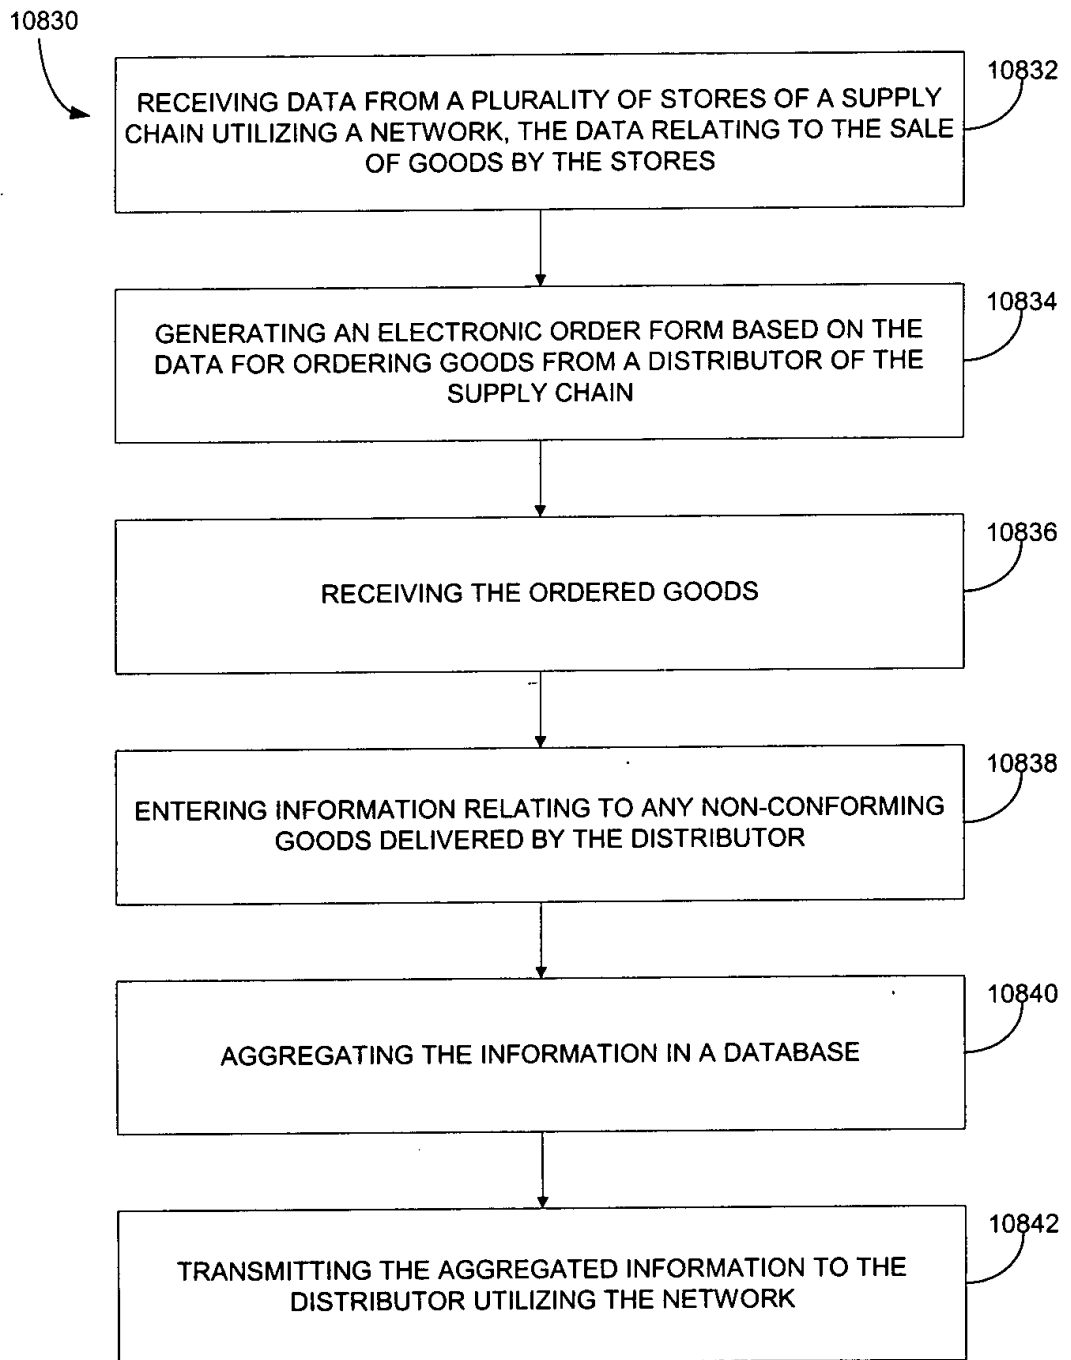 10830
10832
RECEIVING DATA FROM A PLURALITY OF STORES OF A SUPPLY
CHAIN UTILIZING A NETWORK, THE DATA RELATING TO THE SALE
OF GOODS BY THE STORES
10834
GENERATING AN ELECTRONIC ORDER FORM BASED ON THE
DATA FOR ORDERING GOODS FROM A DISTRIBUTOR OF THE
SUPPLY CHAIN
10836
RECEIVING THE ORDERED GOODS
10838
ENTERING INFORMATION RELATING TO ANY NON-CONFORMING
GOODS DELIVERED BY THE DISTRIBUTOR
10840
AGGREGATING THE INFORMATION IN A DATABASE
10842
TRANSMITTING THE AGGREGATED INFORMATION TO THE
DISTRIBUTOR UTILIZING THE NETWORK